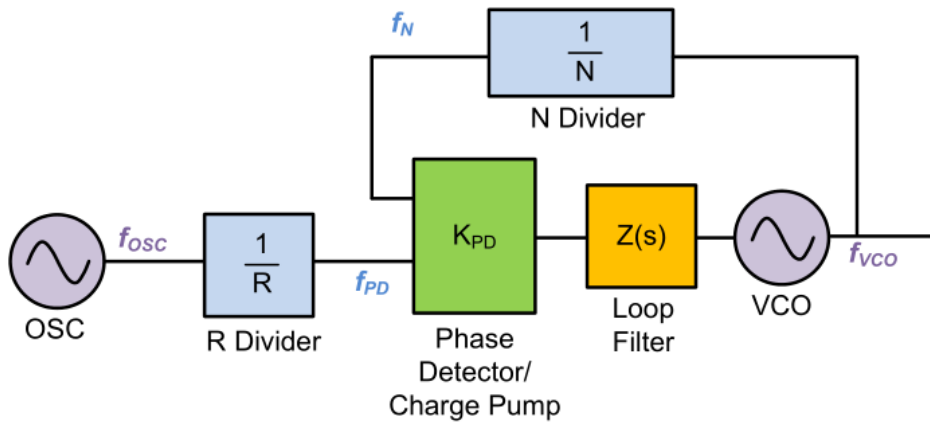 f_N
1
N
N Divider
OSC
f_OSC
1
R
R Divider
f_PD
K_PD
Phase
Detector/
Charge Pump
Z(s)
Loop
Filter
VCO
f_VCO